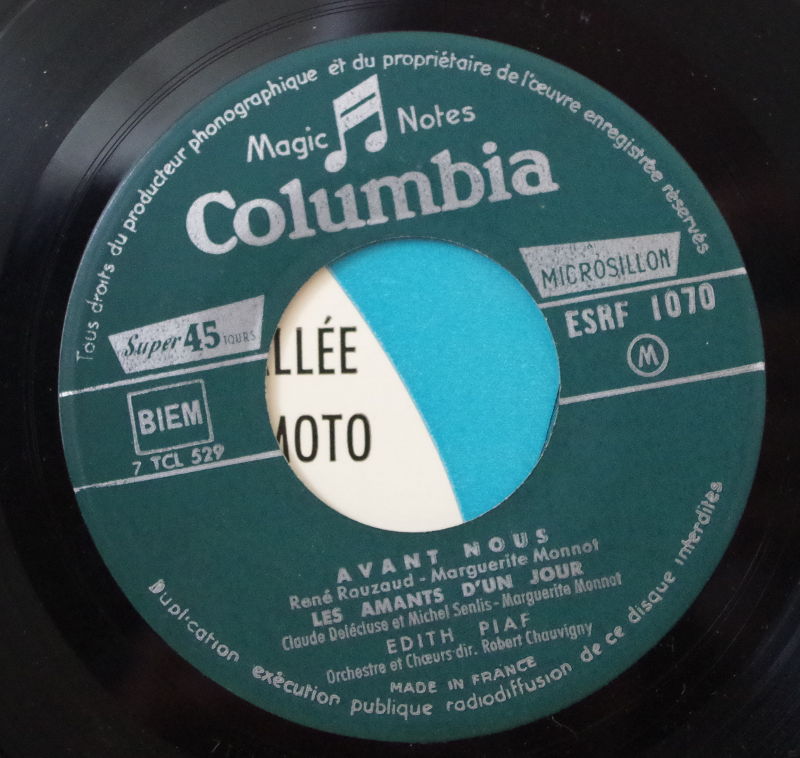 Tous droits du producteur phonographique et du propriétaire de l'œuvre enregistrée réservés
Magic Notes
Columbia
MICROSILLON
Super 45 TOURS
ESRF 1070
M
BIEM
7 TCL 529
LLÉE
MOTO
AVANT NOUS
René Rouzaud - Marguerite Monnot
LES AMANTS D'UN JOUR
Claude Delécluse et Michel Senlis - Marguerite Monnot
EDITH PIAF
Orchestre et Chœurs - dir. Robert Chauvigny
MADE IN FRANCE
Duplication exécution publique radiodiffusion de ce disque interdites